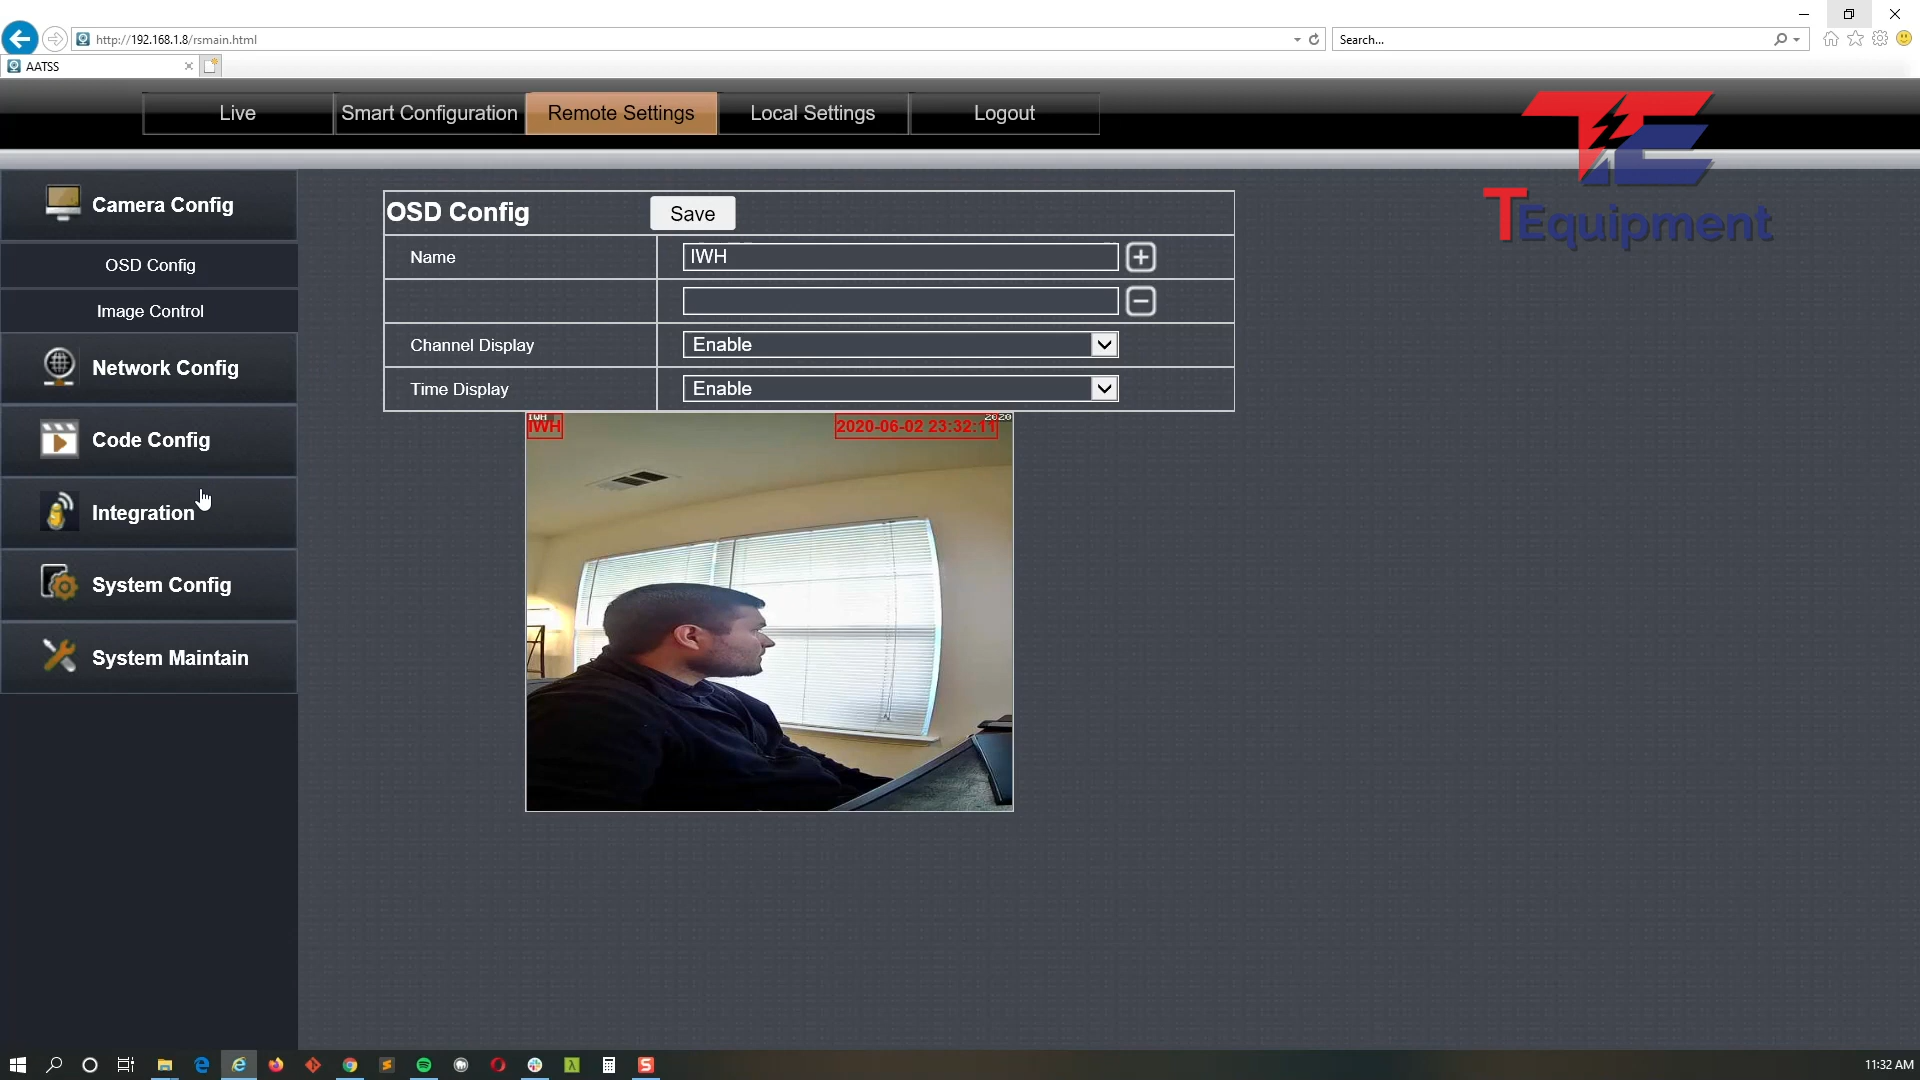 http://192.168.1.8/rsmain.html
Search...
AATSS
Live
Smart Configuration
Remote Settings
Local Settings
Logout
TEquipment
Camera Config
OSD Config
Image Control
Network Config
Code Config
Integration
System Config
System Maintain
OSD Config
Save
Name
IWH
Channel Display
Enable
Time Display
Enable
IWH
2020
IWH
2020-06-02 23:32:11
11:32 AM